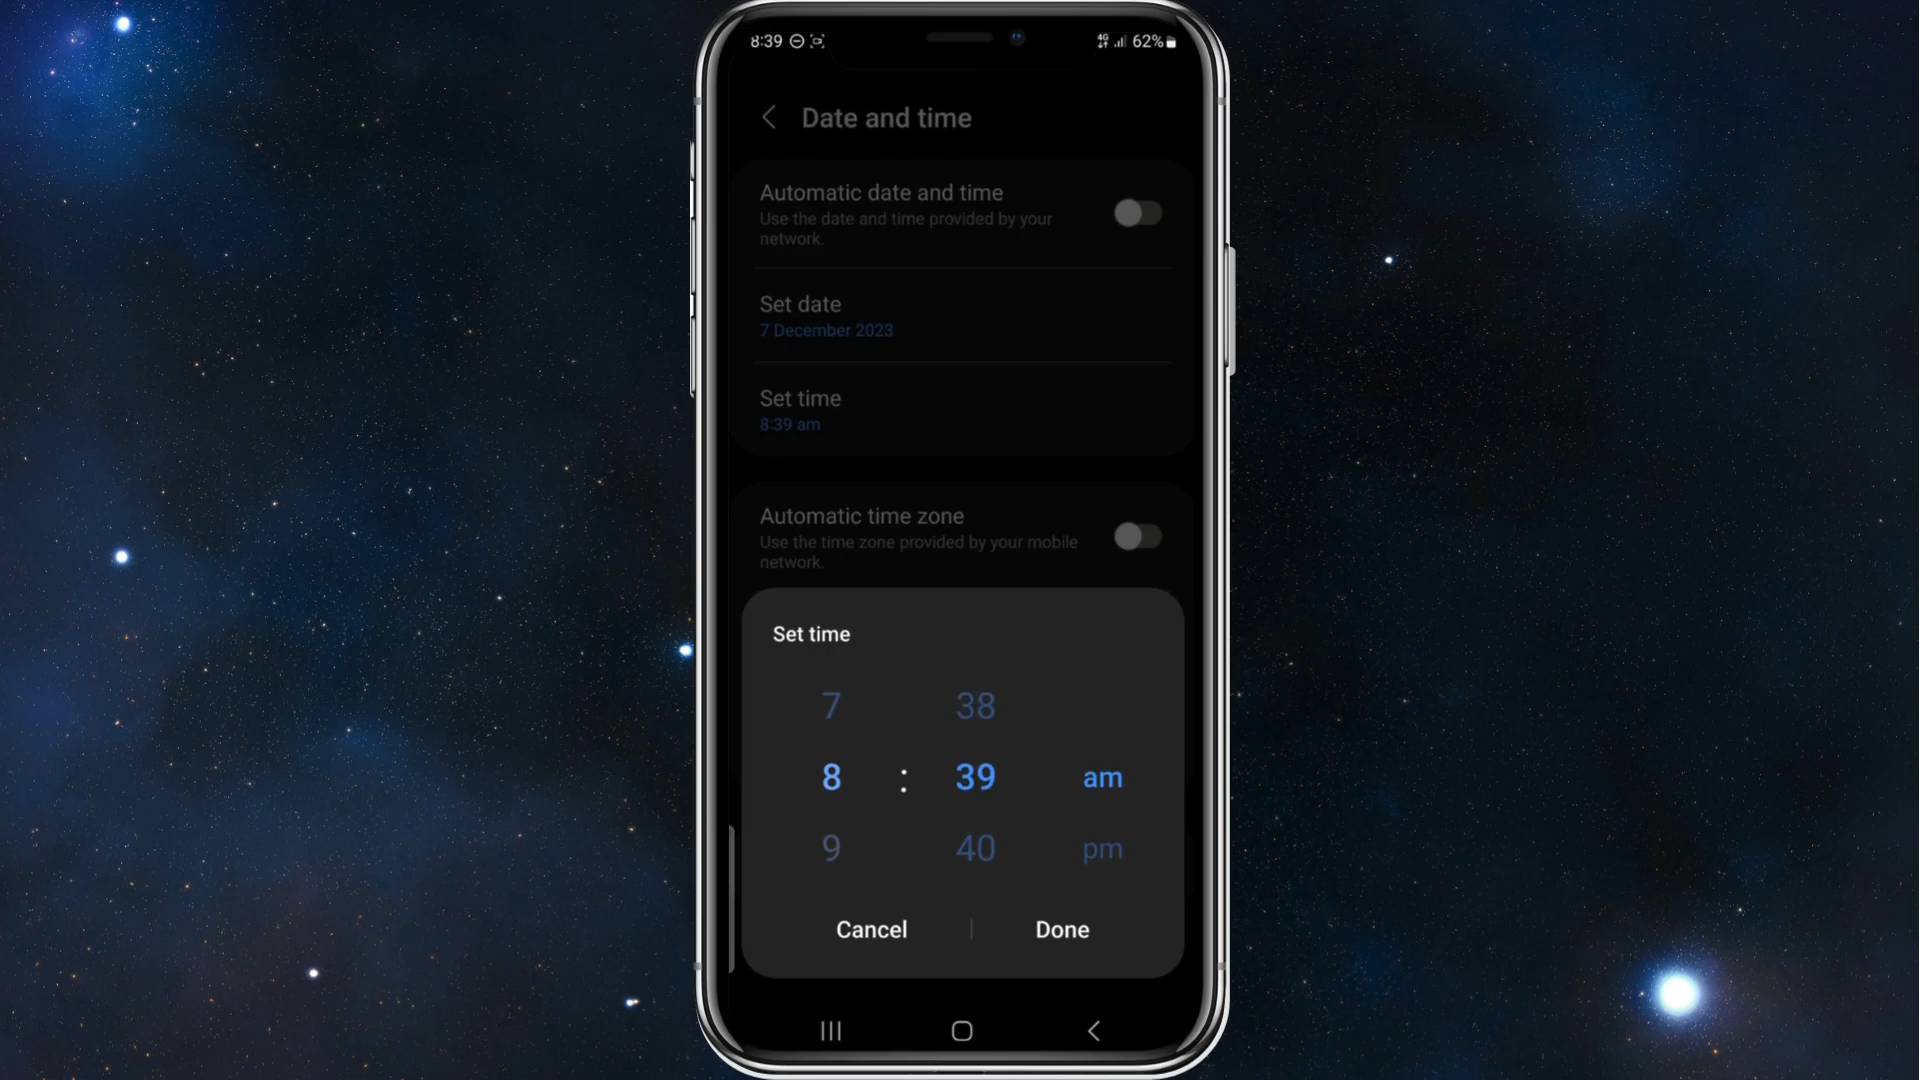 8:39 4G 62%
Date and time
Automatic date and time
Use the date and time provided by your
network.
Set date
7 December 2023
Set time
8:39 am
Automatic time zone
Use the time zone provided by your mobile
network.
Set time
7 38
8 : 39 am
9 40 pm
Cancel Done